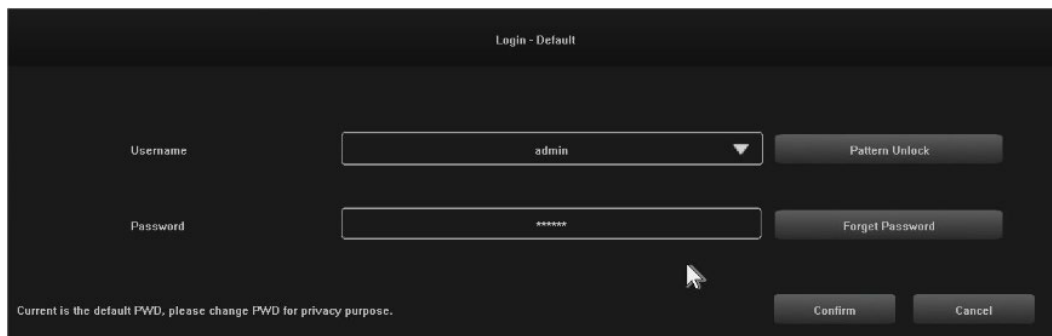 Login - Default
Username admin Pattern Unlock
Password ****** Forget Password
Current is the default PWD, please change PWD for privacy purpose. Confirm Cancel